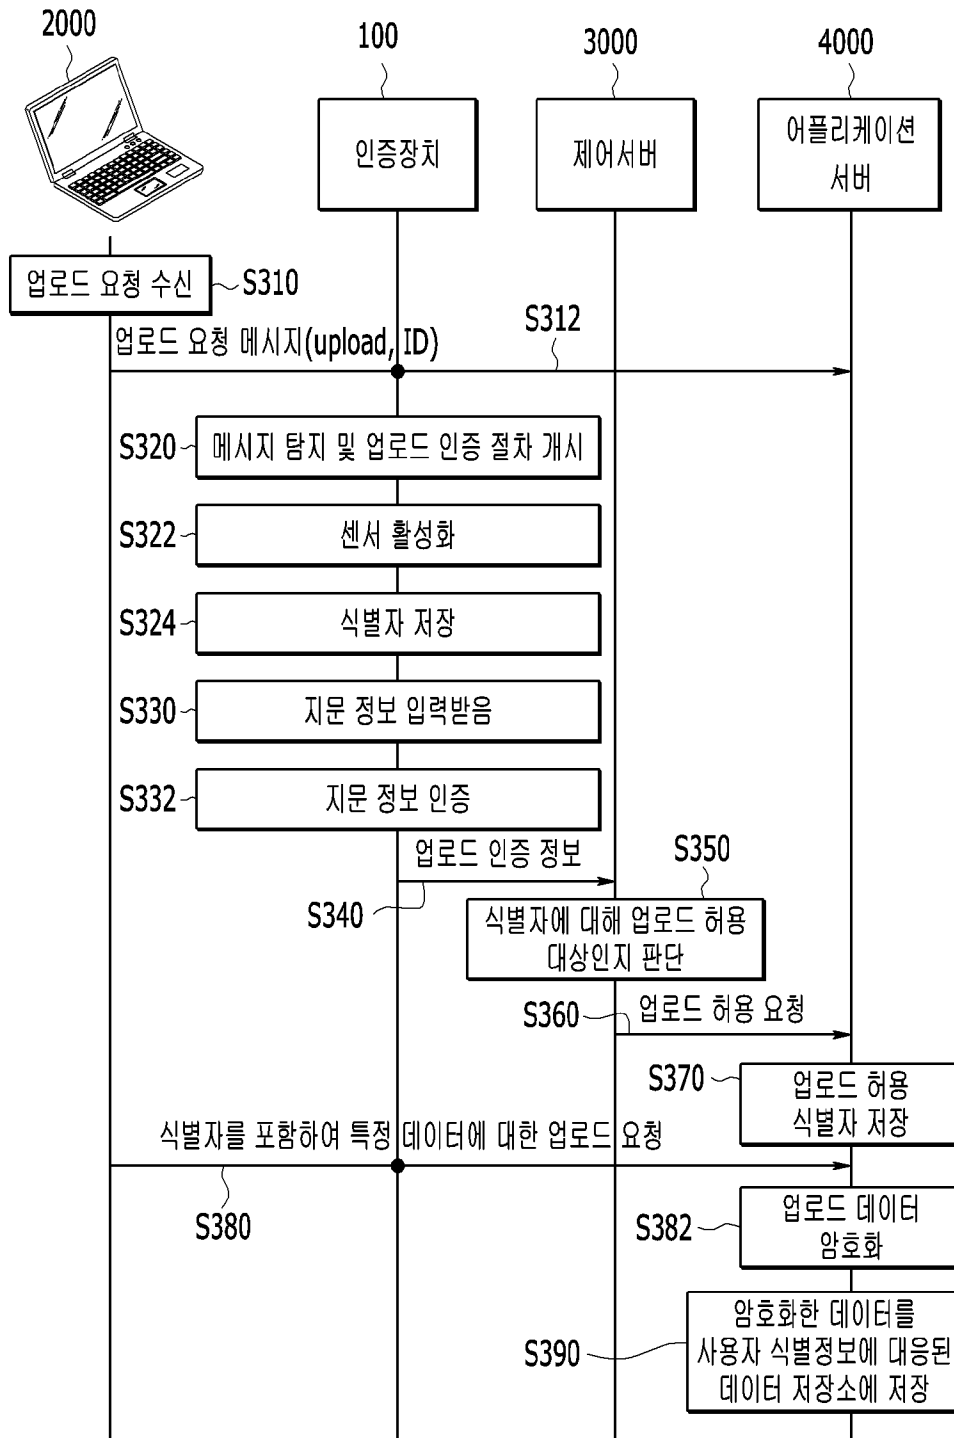 2000
100
3000
4000
인증장치
제어서버
어플리케이션
서버
업로드 요청 수신
S310
업로드 요청 메시지(upload, ID)
S312
S320
메시지 탐지 및 업로드 인증 절차 개시
S322
센서 활성화
S324
식별자 저장
S330
지문 정보 입력받음
S332
지문 정보 인증
업로드 인증 정보
S340
S350
식별자에 대해 업로드 허용
대상인지 판단
S360
업로드 허용 요청
S370
업로드 허용
식별자 저장
식별자를 포함하여 특정 데이터에 대한 업로드 요청
S380
S382
업로드 데이터
암호화
S390
암호화한 데이터를
사용자 식별정보에 대응된
데이터 저장소에 저장